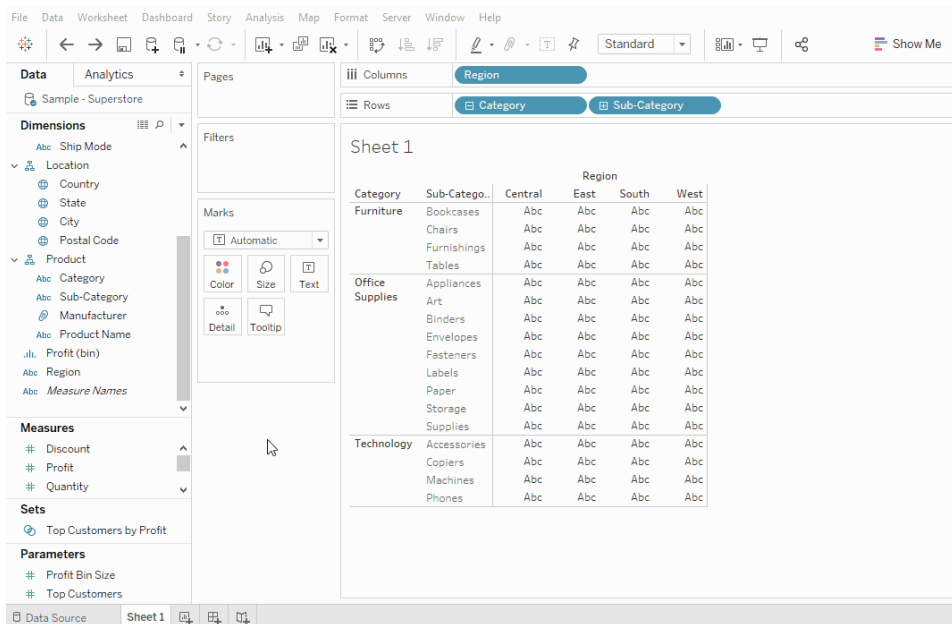 File Data Worksheet Dashboard Story Analysis Map Format Server Window Help
Standard
Show Me
Data Analytics
Sample - Superstore
Dimensions
Abc Ship Mode
Location
Country
State
City
Postal Code
Product
Abc Category
Abc Sub-Category
Manufacturer
Abc Product Name
Profit (bin)
Abc Region
Abc Measure Names
Measures
# Discount
# Profit
# Quantity
Sets
Top Customers by Profit
Parameters
# Profit Bin Size
# Top Customers
Pages
Filters
Marks
T Automatic
Color Size T Text
Detail Tooltip
Columns Region
Rows Category Sub-Category
Sheet 1
Region
Category Sub-Catego.. Central East South West
Furniture Bookcases Abc Abc Abc Abc
Chairs Abc Abc Abc Abc
Furnishings Abc Abc Abc Abc
Tables Abc Abc Abc Abc
Office Supplies Appliances Abc Abc Abc Abc
Art Abc Abc Abc Abc
Binders Abc Abc Abc Abc
Envelopes Abc Abc Abc Abc
Fasteners Abc Abc Abc Abc
Labels Abc Abc Abc Abc
Paper Abc Abc Abc Abc
Storage Abc Abc Abc Abc
Supplies Abc Abc Abc Abc
Technology Accessories Abc Abc Abc Abc
Copiers Abc Abc Abc Abc
Machines Abc Abc Abc Abc
Phones Abc Abc Abc Abc
Data Source Sheet 1